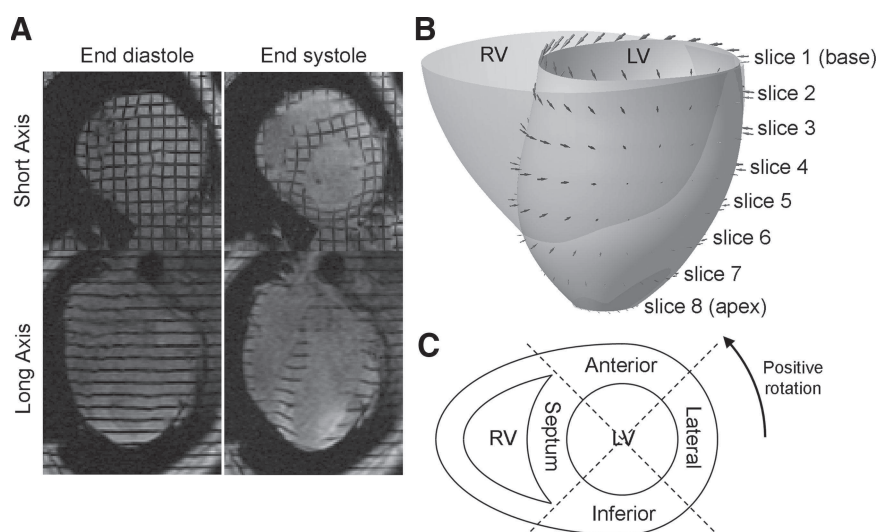 A
End diastole
End systole
Short Axis
Long Axis
B
RV
LV
slice 1 (base)
slice 2
slice 3
slice 4
slice 5
slice 6
slice 7
slice 8 (apex)
C
Anterior
Positive
rotation
RV
Septum
LV
Lateral
Inferior